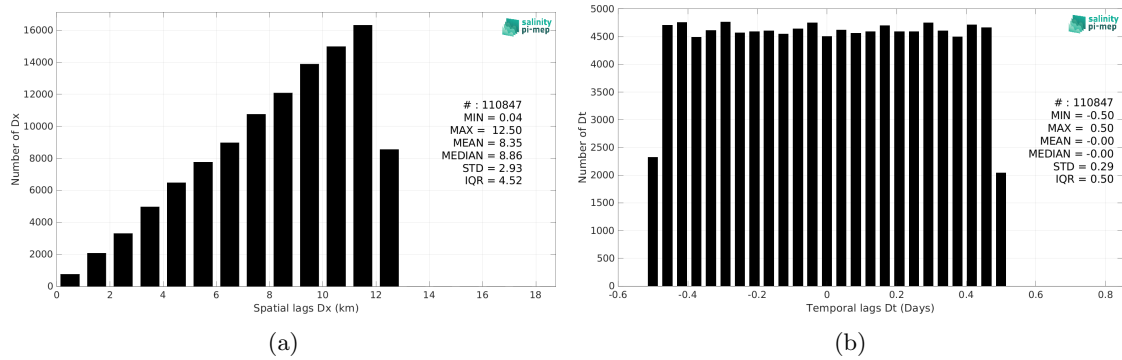 16000
14000
12000
10000
8000
6000
4000
2000
0
Number of Dx
0 2 4 6 8 10 12 14 16 18
Spatial lags Dx (km)
salinity
pi-mep
# : 110847
MIN = 0.04
MAX = 12.50
MEAN = 8.35
MEDIAN = 8.86
STD = 2.93
IQR = 4.52
(a)
5000
4500
4000
3500
3000
2500
2000
1500
1000
500
0
Number of Dt
-0.6 -0.4 -0.2 0 0.2 0.4 0.6 0.8
Temporal lags Dt (Days)
salinity
pi-mep
# : 110847
MIN = -0.50
MAX = 0.50
MEAN = -0.00
MEDIAN = -0.00
STD = 0.29
IQR = 0.50
(b)